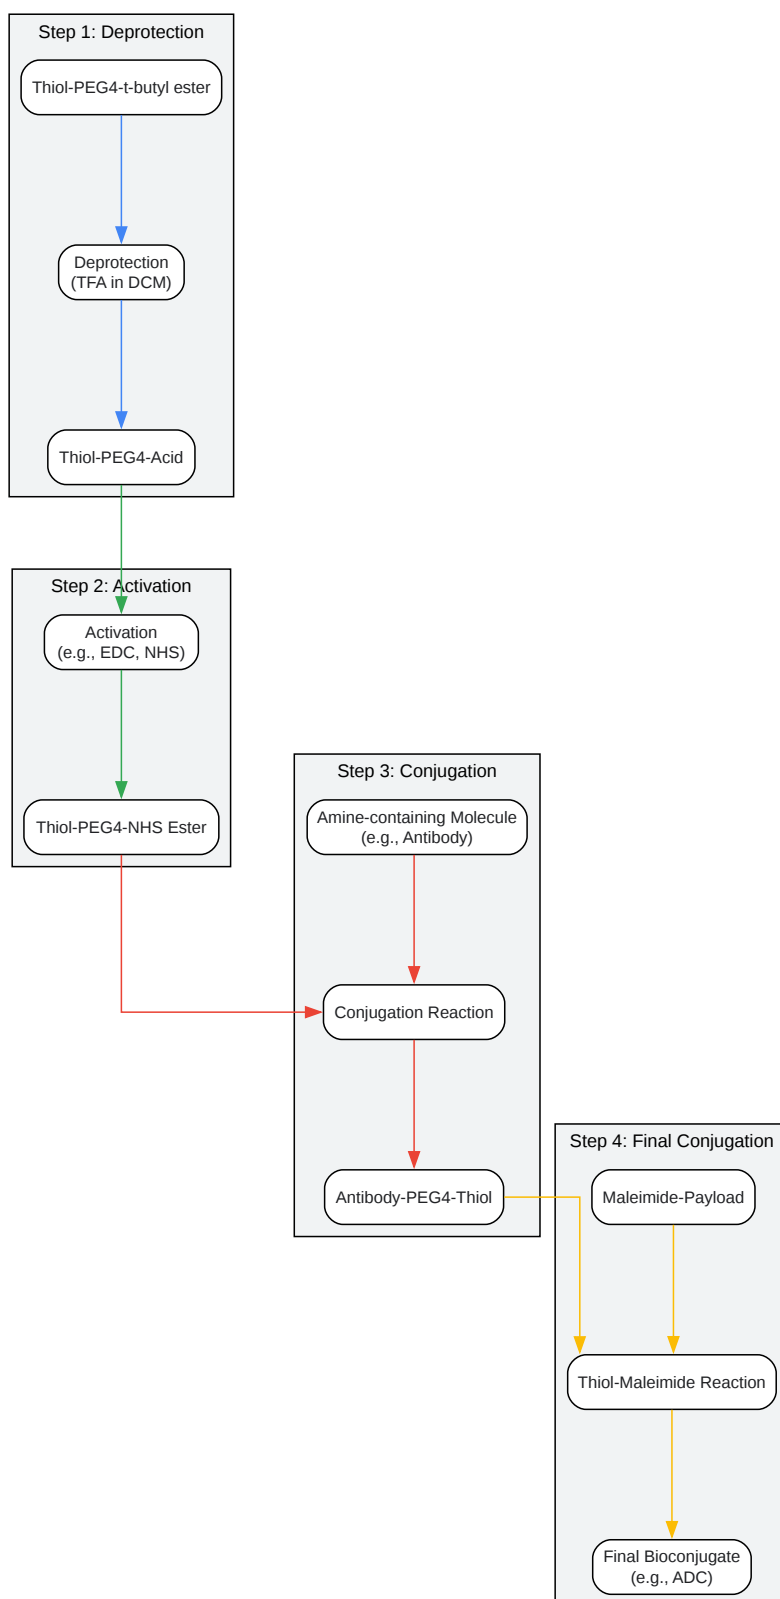 Step 1: Deprotection
Thiol-PEG4-t-butyl ester
Deprotection
(TFA in DCM)
Thiol-PEG4-Acid
Step 2: Activation
Activation
(e.g., EDC, NHS)
Thiol-PEG4-NHS Ester
Step 3: Conjugation
Amine-containing Molecule
(e.g., Antibody)
Conjugation Reaction
Antibody-PEG4-Thiol
Step 4: Final Conjugation
Maleimide-Payload
Thiol-Maleimide Reaction
Final Bioconjugate
(e.g., ADC)